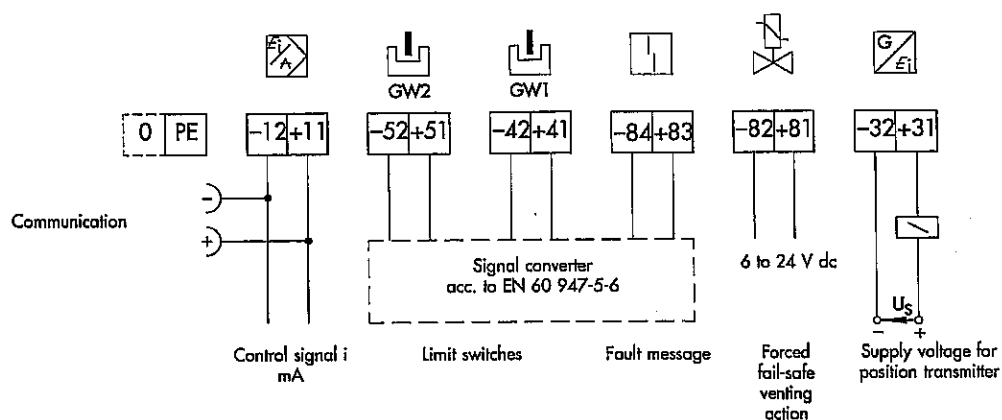 Ei
A
GW2
GW1
G
Ei
0 PE
-12 +11
-52 +51
-42 +41
-84 +83
-82 +81
-32 +31
Communication
-
+
Signal converter
acc. to EN 60 947-5-6
6 to 24 V dc
US
- +
Control signal i
mA
Limit switches
Fault message
Forced
fail-safe
venting
action
Supply voltage for
position transmitter